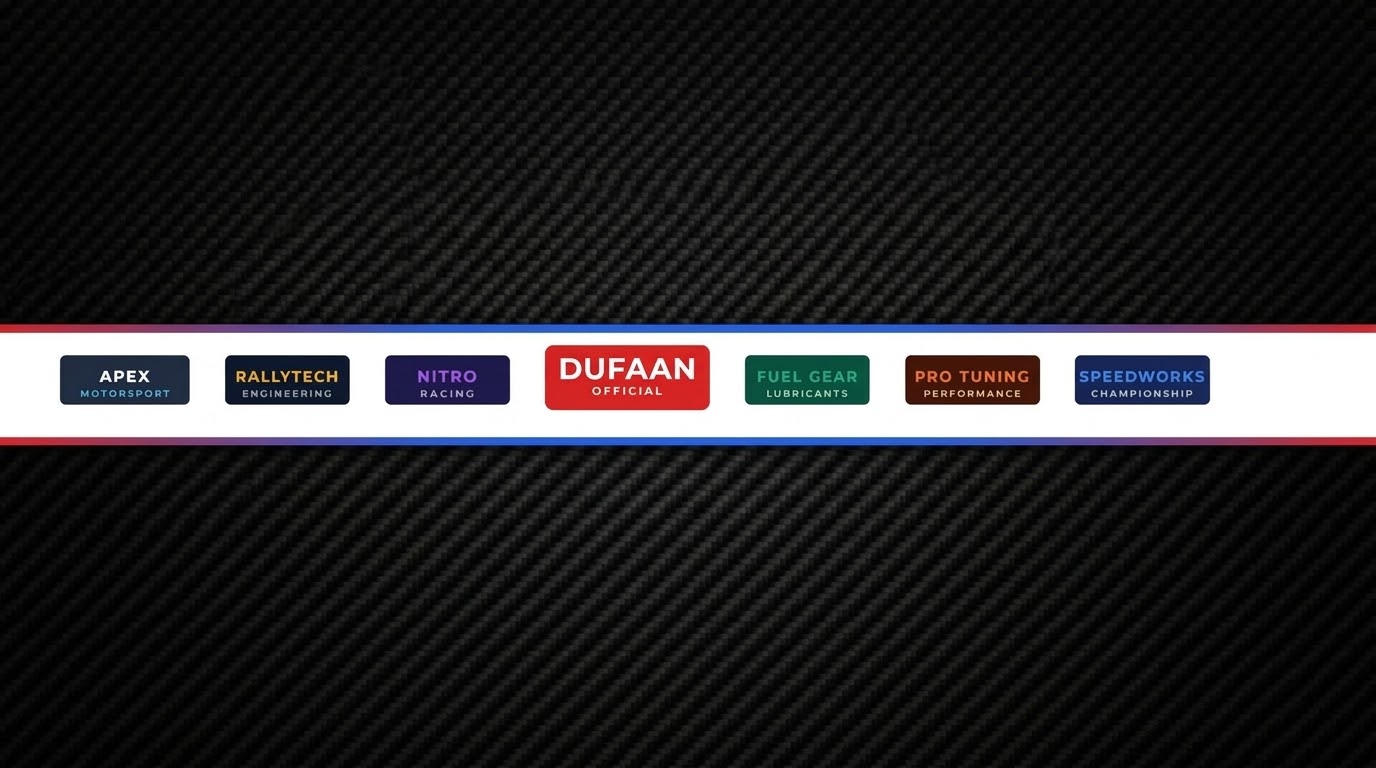 APEX
MOTORSPORT
RALLYTECH
ENGINEERING
NITRO
RACING
DUFAAN
OFFICIAL
FUEL GEAR
LUBRICANTS
PRO TUNING
PERFORMANCE
SPEEDWORKS
CHAMPIONSHIP